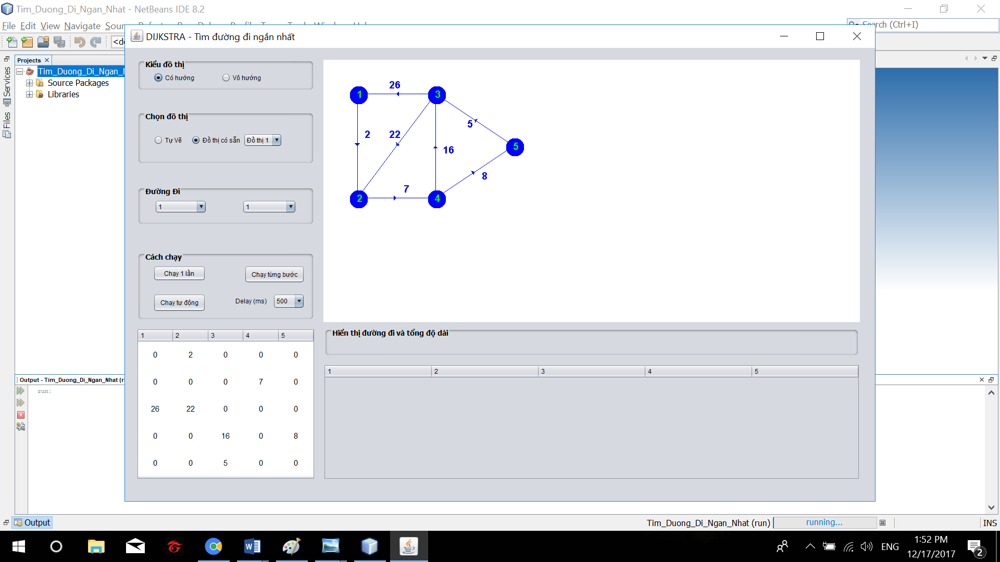 Tim_Duong_Di_Ngan_Nhat - NetBeans IDE 8.2
File Edit View Navigate
Search (Ctrl+I)
DIJKSTRA - Tìm đường đi ngắn nhất
Projects
Services
Files
Source Packages
Libraries
Kiểu đồ thị
Có hướng Vô hướng
Chọn đồ thị
Tự Vẽ Đồ thị có sẵn Đồ thị 1
Đường Đi
1 1
Cách chạy
Chạy 1 lần Chạy từng bước
Chạy tự động Delay (ms) 500
26
1 3
2 22 5
16 5
8
7
2 4
1 2 3 4 5
0 2 0 0 0
0 0 0 7 0
26 22 0 0 0
0 0 16 0 8
0 0 5 0 0
Hiển thị đường đi và tổng độ dài
1 2 3 4 5
Output - Tim_Duong_Di_Ngan_Nhat
run:
Output
Tim_Duong_Di_Ngan_Nhat (run) running... INS
ENG
1:52 PM
12/17/2017
2